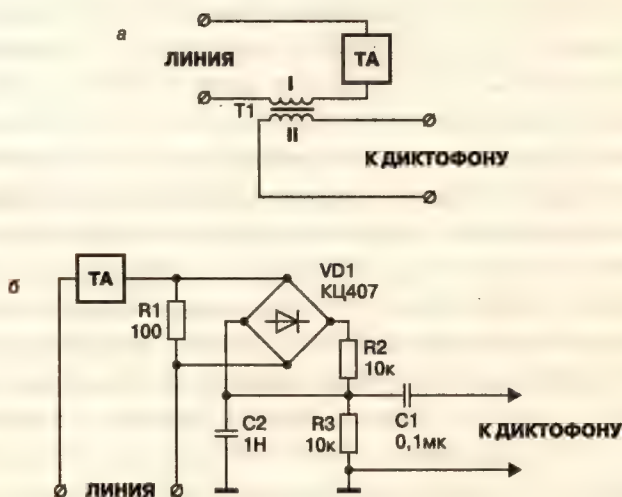 а
ЛИНИЯ
ТА
I
T1
II
К ДИКТОФОНУ
б
ТА
VD1
КЦ407
R1
100
R2
10к
C2
1Н
R3
10к
C1
0,1мк
К ДИКТОФОНУ
ЛИНИЯ